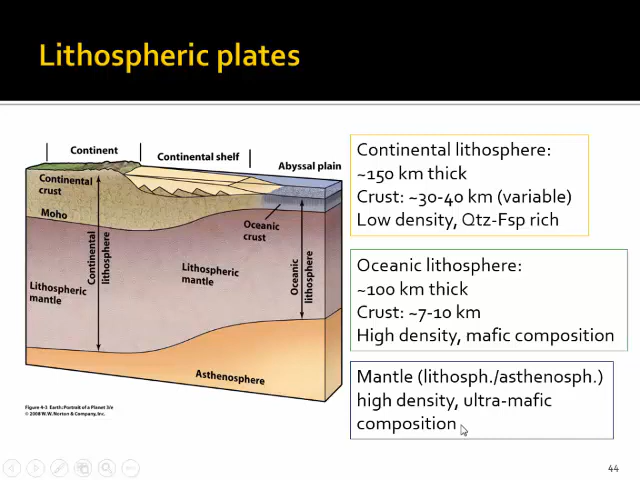 Lithospheric plates
Continent
Continental shelf
Abyssal plain
Continental
crust
Moho
Oceanic
crust
Continental
lithosphere
Oceanic
lithosphere
Lithospheric
mantle
Lithospheric
mantle
Asthenosphere
Figure 4-3 Earth: Portrait of a Planet 3/e
© 2008 W.W. Norton & Company, Inc.
Continental lithosphere:
~150 km thick
Crust: ~30-40 km (variable)
Low density, Qtz-Fsp rich
Oceanic lithosphere:
~100 km thick
Crust: ~7-10 km
High density, mafic composition
Mantle (lithosph./asthenosph.)
high density, ultra-mafic
composition
44